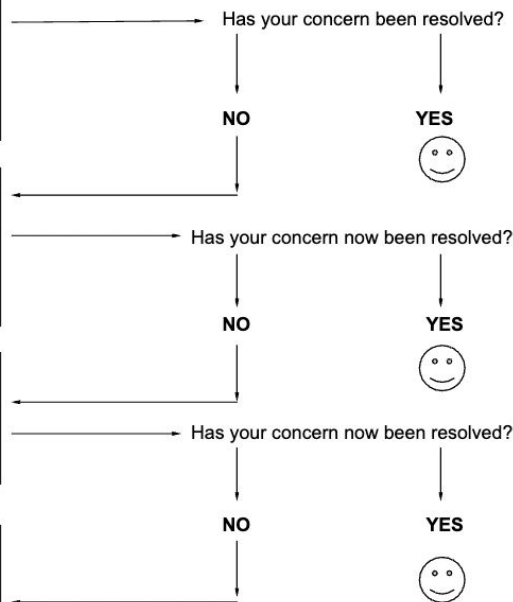 Has your concern been resolved?
NO YES
Has your concern now been resolved?
NO YES
Has your concern now been resolved?
NO YES